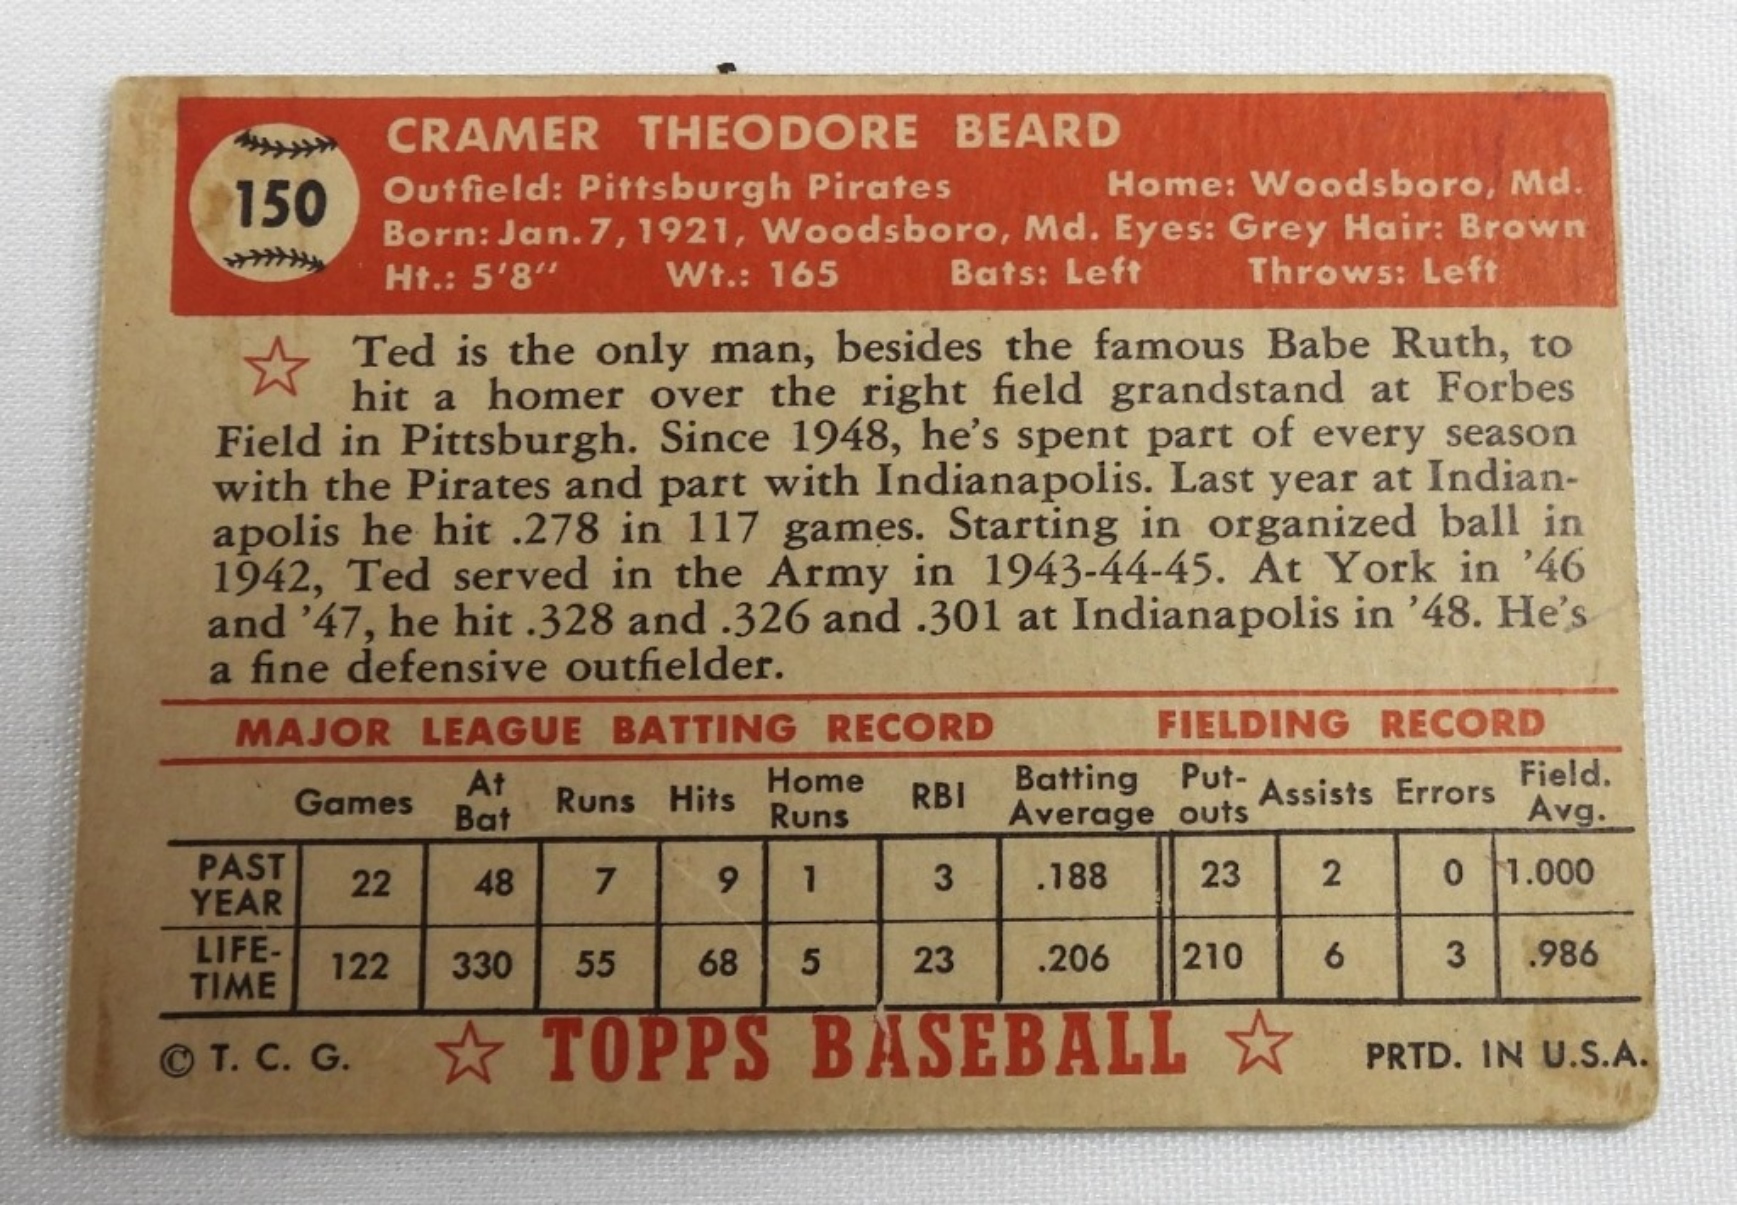 150
CRAMER THEODORE BEARD
Outfield: Pittsburgh Pirates Home: Woodsboro, Md.
Born: Jan. 7, 1921, Woodsboro, Md. Eyes: Grey Hair: Brown
Ht.: 5'8" Wt.: 165 Bats: Left Throws: Left
Ted is the only man, besides the famous Babe Ruth, to
hit a homer over the right field grandstand at Forbes
Field in Pittsburgh. Since 1948, he's spent part of every season
with the Pirates and part with Indianapolis. Last year at Indian-
apolis he hit .278 in 117 games. Starting in organized ball in
1942, Ted served in the Army in 1943-44-45. At York in '46
and '47, he hit .328 and .326 and .301 at Indianapolis in '48. He's
a fine defensive outfielder.
MAJOR LEAGUE BATTING RECORD FIELDING RECORD
Games At Bat Runs Hits Home Runs RBI Batting Average Put-outs Assists Errors Field. Avg.
PAST YEAR 22 48 7 9 1 3 .188 23 2 0 1.000
LIFE-TIME 122 330 55 68 5 23 .206 210 6 3 .986
© T. C. G. TOPPS BASEBALL PRTD. IN U.S.A.